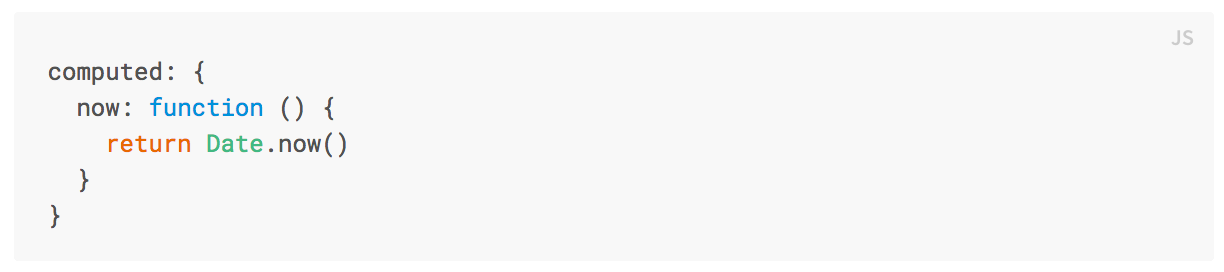 JS
computed: {
  now: function () {
    return Date.now()
  }
}